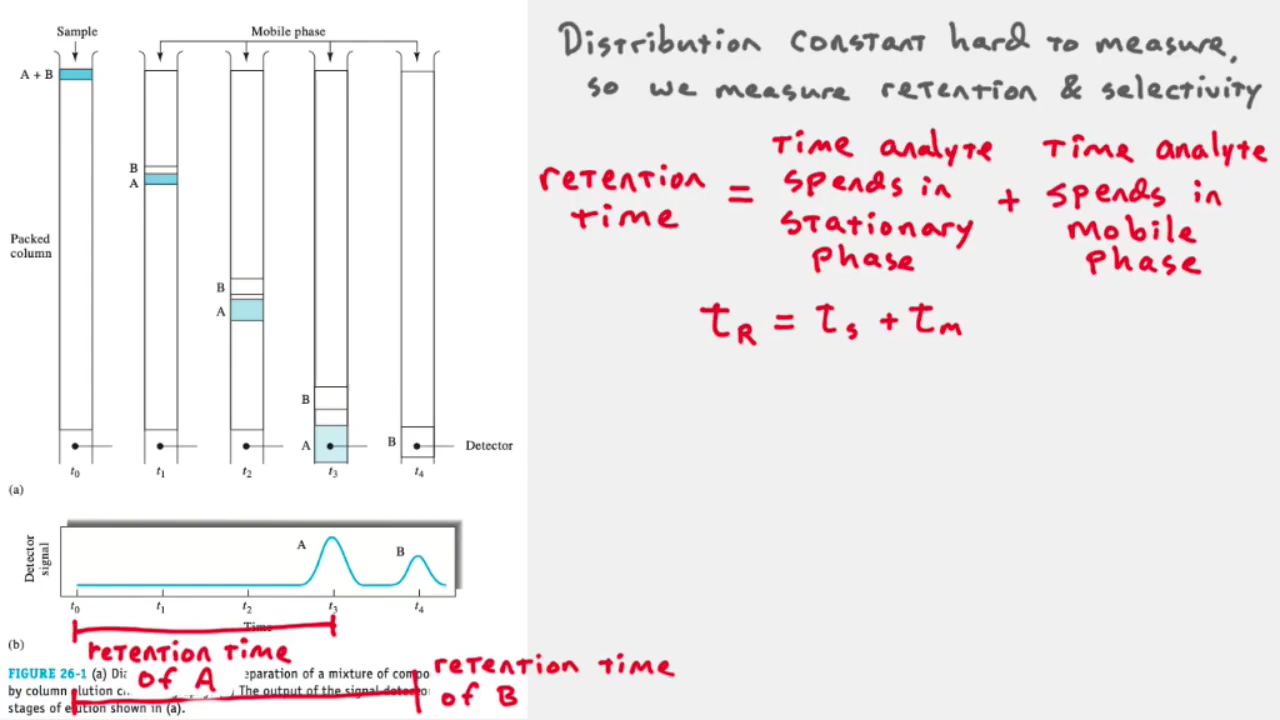 Sample
Mobile phase
A + B
B
A
Packed
column
B
A
B
A
B
Detector
t0 t1 t2 t3 t4
(a)
Detector
signal
A
B
t0 t1 t2 t3 t4
Time
(b)
retention time
of A
retention time
of B
FIGURE 26-1 (a) eparation of a mixture of compo
by column elution The output of the signal
stages of elution shown in (a).
Distribution constant hard to measure,
so we measure retention & selectivity
retention
time
=
time analyte
spends in
stationary
phase
+
time analyte
spends in
mobile
phase
tR = ts + tm